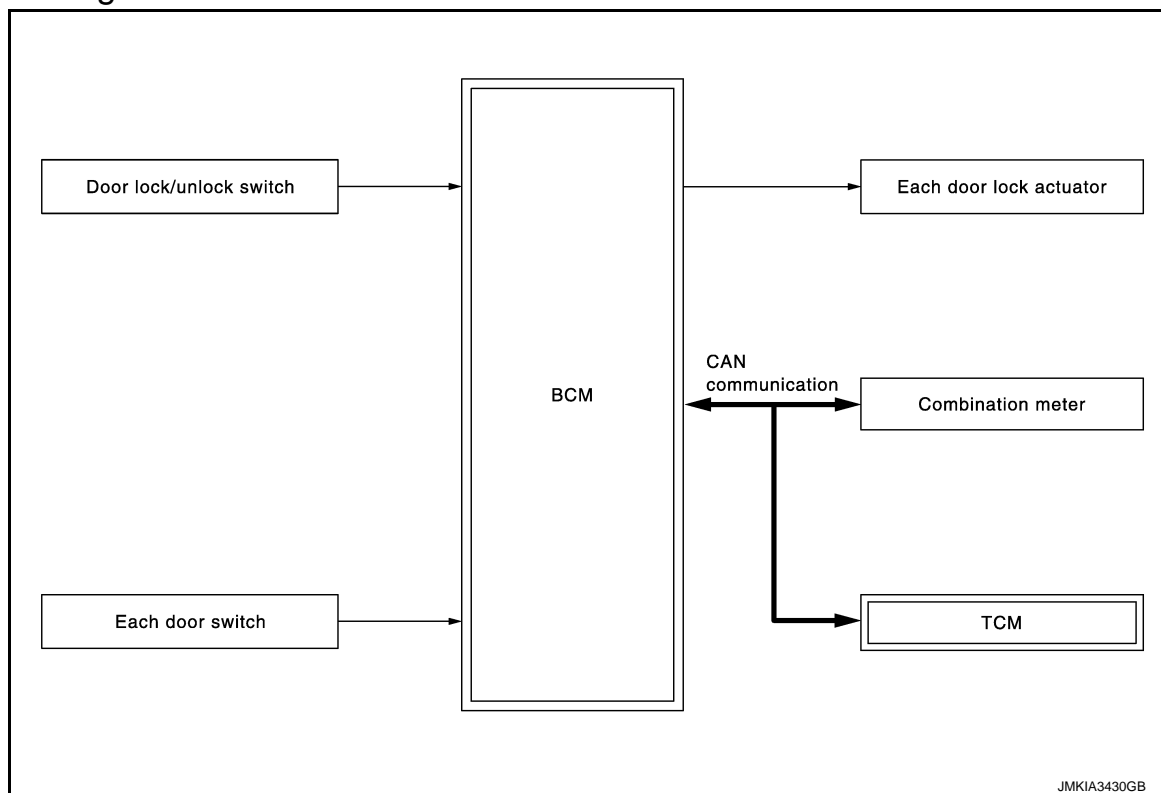 Door lock/unlock switch
Each door lock actuator
CAN
communication
BCM
Combination meter
Each door switch
TCM
JMKIA3430GB